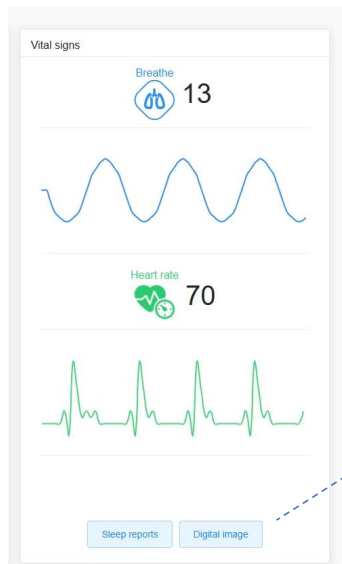 Vital signs
Breathe
13
Heart rate
70
Sleep reports
Digital image